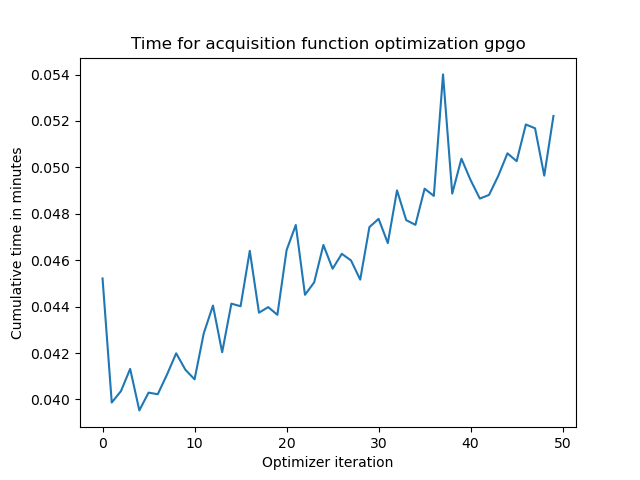 Time for acquisition function optimization gpgo
0.054
0.052
0.050
0.048
0.046
0.044
0.042
0.040
Cumulative time in minutes
0 10 20 30 40 50
Optimizer iteration